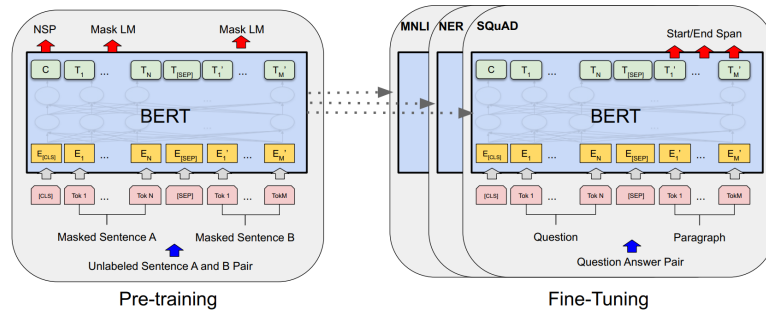 NSP Mask LM Mask LM
C T1 ... TN T[SEP] T1' ... TM'
BERT
E[CLS] E1 ... EN E[SEP] E1' ... EM'
[CLS] Tok 1 ... Tok N [SEP] Tok 1 ... TokM
Masked Sentence A Masked Sentence B
Unlabeled Sentence A and B Pair
Pre-training
MNLI NER SQuAD
Start/End Span
C T1 ... TN T[SEP] T1' ... TM'
BERT
E[CLS] E1 ... EN E[SEP] E1' ... EM'
[CLS] Tok 1 ... Tok N [SEP] Tok 1 ... TokM
Question Paragraph
Question Answer Pair
Fine-Tuning